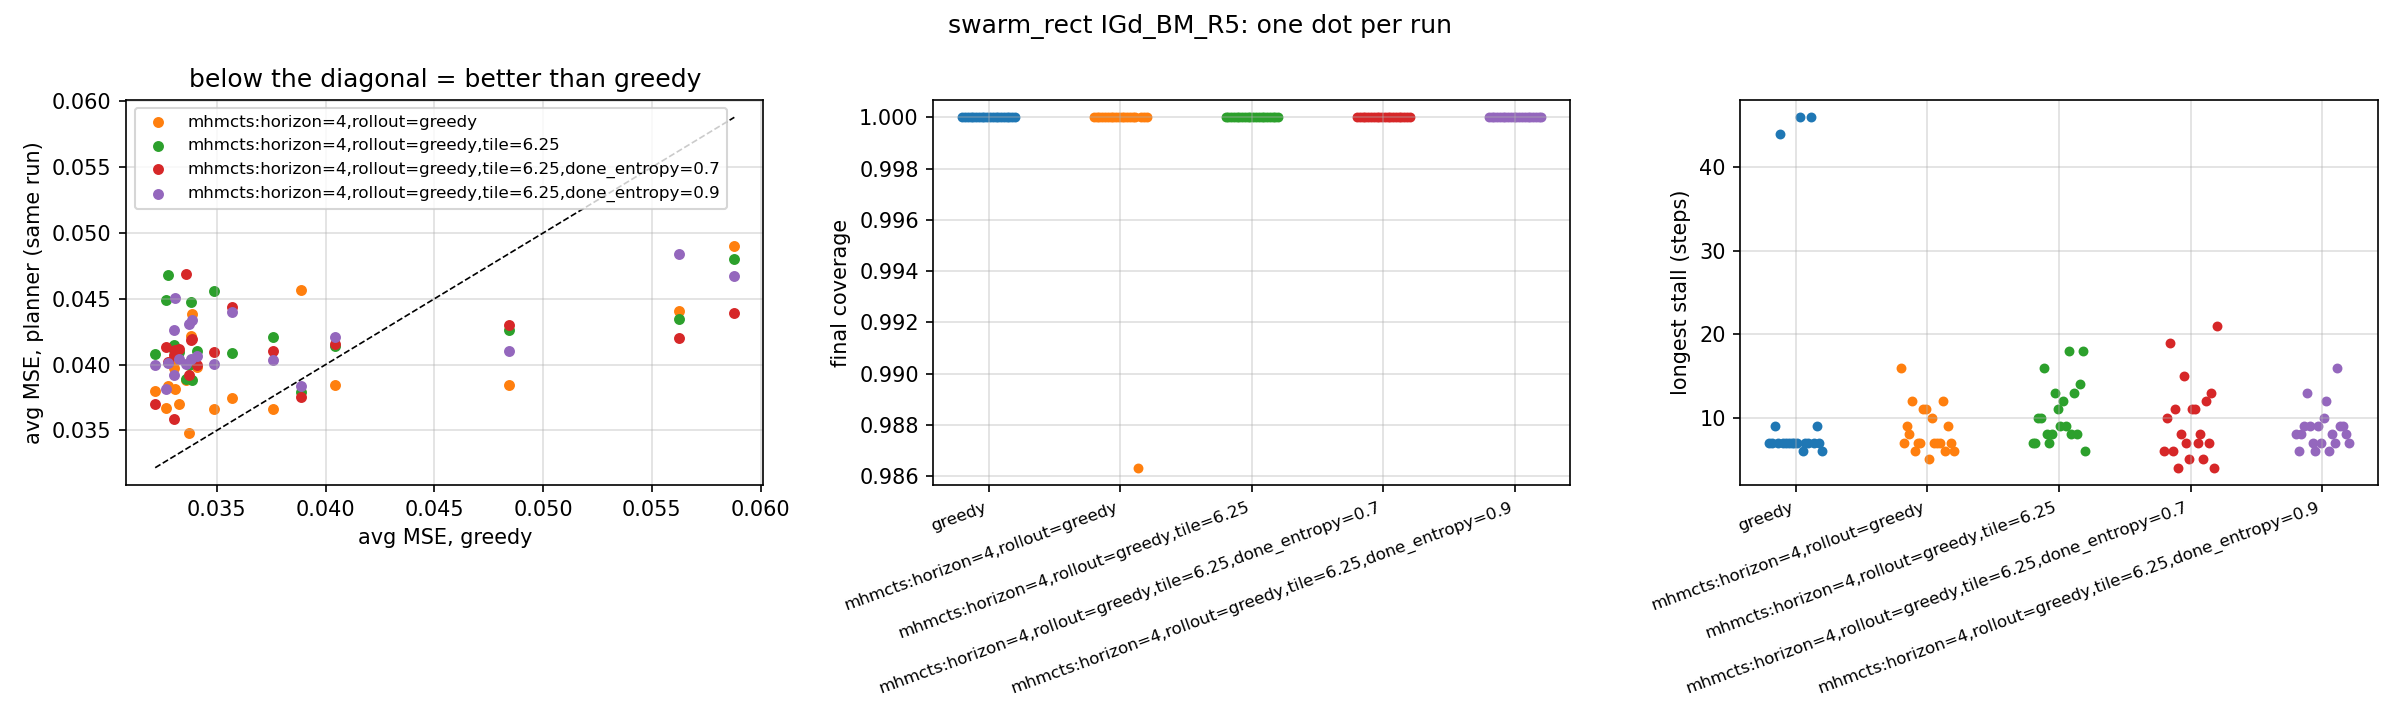 swarm_rect IGd_BM_R5: one dot per run
below the diagonal = better than greedy
avg MSE, planner (same run)
0.060
0.055
0.050
0.045
0.040
0.035
mhmcts:horizon=4,rollout=greedy
mhmcts:horizon=4,rollout=greedy,tile=6.25
mhmcts:horizon=4,rollout=greedy,tile=6.25,done_entropy=0.7
mhmcts:horizon=4,rollout=greedy,tile=6.25,done_entropy=0.9
0.035 0.040 0.045 0.050 0.055 0.060
avg MSE, greedy
final coverage
1.000
0.998
0.996
0.994
0.992
0.990
0.988
0.986
greedy
mhmcts:horizon=4,rollout=greedy
mhmcts:horizon=4,rollout=greedy,tile=6.25
mhmcts:horizon=4,rollout=greedy,tile=6.25,done_entropy=0.7
mhmcts:horizon=4,rollout=greedy,tile=6.25,done_entropy=0.9
longest stall (steps)
40
30
20
10
greedy
mhmcts:horizon=4,rollout=greedy
mhmcts:horizon=4,rollout=greedy,tile=6.25
mhmcts:horizon=4,rollout=greedy,tile=6.25,done_entropy=0.7
mhmcts:horizon=4,rollout=greedy,tile=6.25,done_entropy=0.9